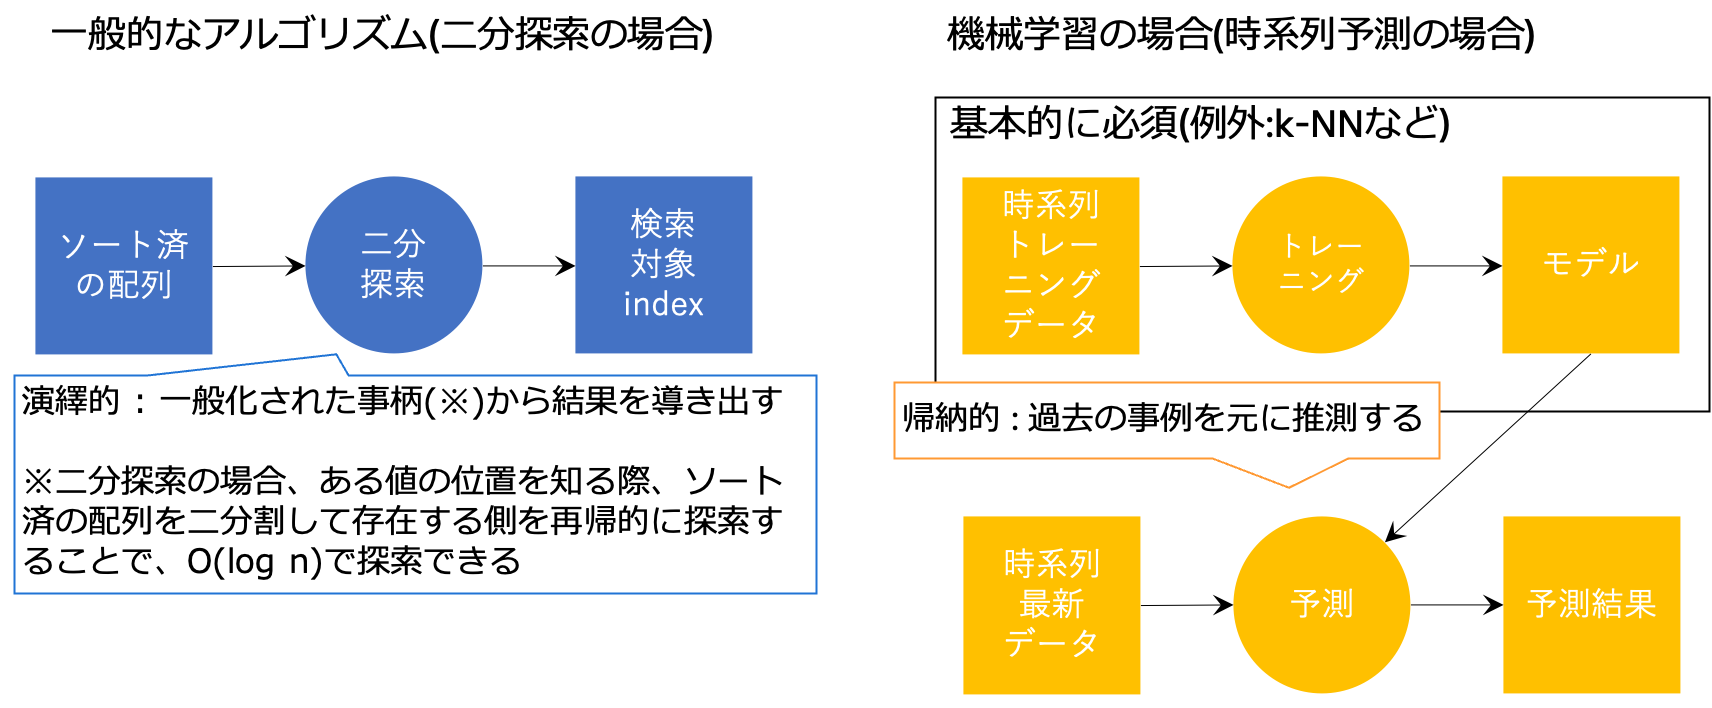 一般的なアルゴリズム(二分探索の場合)
ソート済
の配列
二分
探索
検索
対象
index
演繹的 : 一般化された事柄(※)から結果を導き出す
※二分探索の場合、ある値の位置を知る際、ソート
済の配列を二分割して存在する側を再帰的に探索す
ることで、O(log n)で探索できる
機械学習の場合(時系列予測の場合)
基本的に必須(例外:k-NNなど)
時系列
トレー
ニング
データ
トレー
ニング
モデル
帰納的 : 過去の事例を元に推測する
時系列
最新
データ
予測
予測結果